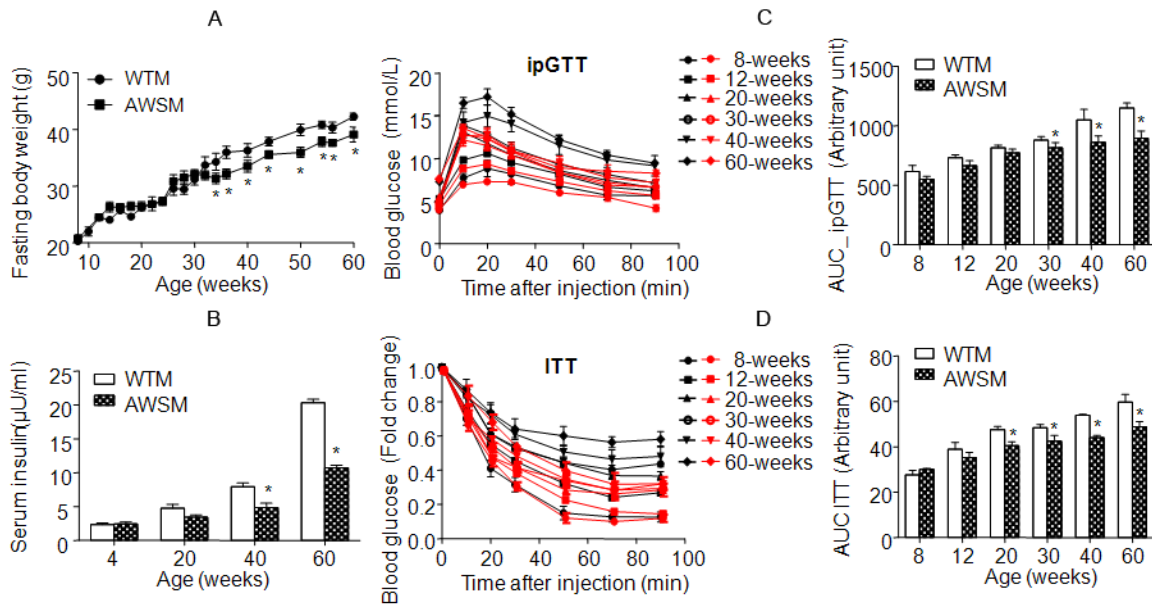 A
Fasting body weight (g)
50
40
30
20
WTM
AWSM
*
*
*
*
*
*
*
*
10
20
30
40
50
60
Age (weeks)
C
ipGTT
Blood glucose (mmol/L)
20
15
10
5
0
0
20
40
60
80
100
Time after injection (min)
8-weeks
12-weeks
20-weeks
30-weeks
40-weeks
60-weeks
AUC_ipGTT (Arbitrary unit)
1500
1000
500
0
WTM
AWSM
*
*
*
8
12
20
30
40
60
Age (weeks)
B
Serum insulin(μU/ml)
25
20
15
10
5
0
WTM
AWSM
*
*
4
20
40
60
Age (weeks)
D
ITT
Blood glucose (Fold change)
1.0
0.8
0.6
0.4
0.2
0.0
0
20
40
60
80
100
Time after injection (min)
8-weeks
12-weeks
20-weeks
30-weeks
40-weeks
60-weeks
AUCITT (Arbitrary unit)
80
60
40
20
0
WTM
AWSM
*
*
*
*
8
12
20
30
40
60
Age (weeks)